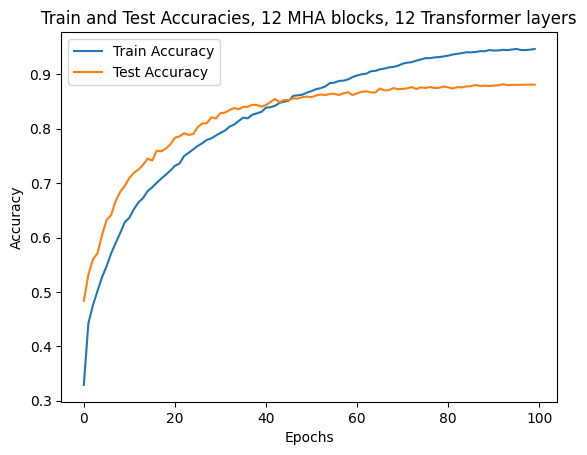 Train and Test Accuracies, 12 MHA blocks, 12 Transformer layers
Train Accuracy
Test Accuracy
0.9
0.8
0.7
0.6
0.5
0.4
0.3
Accuracy
0 20 40 60 80 100
Epochs